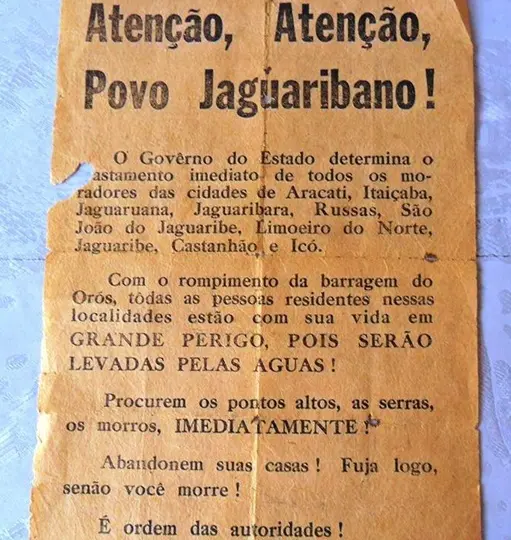 Atenção, Atenção,
Povo Jaguaribano !
O Govêrno do Estado determina o
astamento imediato de todos os mo-
radores das cidades de Aracati, Itaiçaba,
Jaguaruana, Jaguaribara, Russas, São
João do Jaguaribe, Limoeiro do Norte,
Jaguaribe, Castanhão e Icó.
Com o rompimento da barragem do
Orós, tôdas as pessoas residentes nessas
localidades estão com sua vida em
GRANDE PERIGO, POIS SERÃO
LEVADAS PELAS AGUAS !
Procurem os pontos altos, as serras,
os morros, IMEDIATAMENTE !
Abandonem suas casas ! Fuja logo,
senão você morre !
É ordem das autoridades !